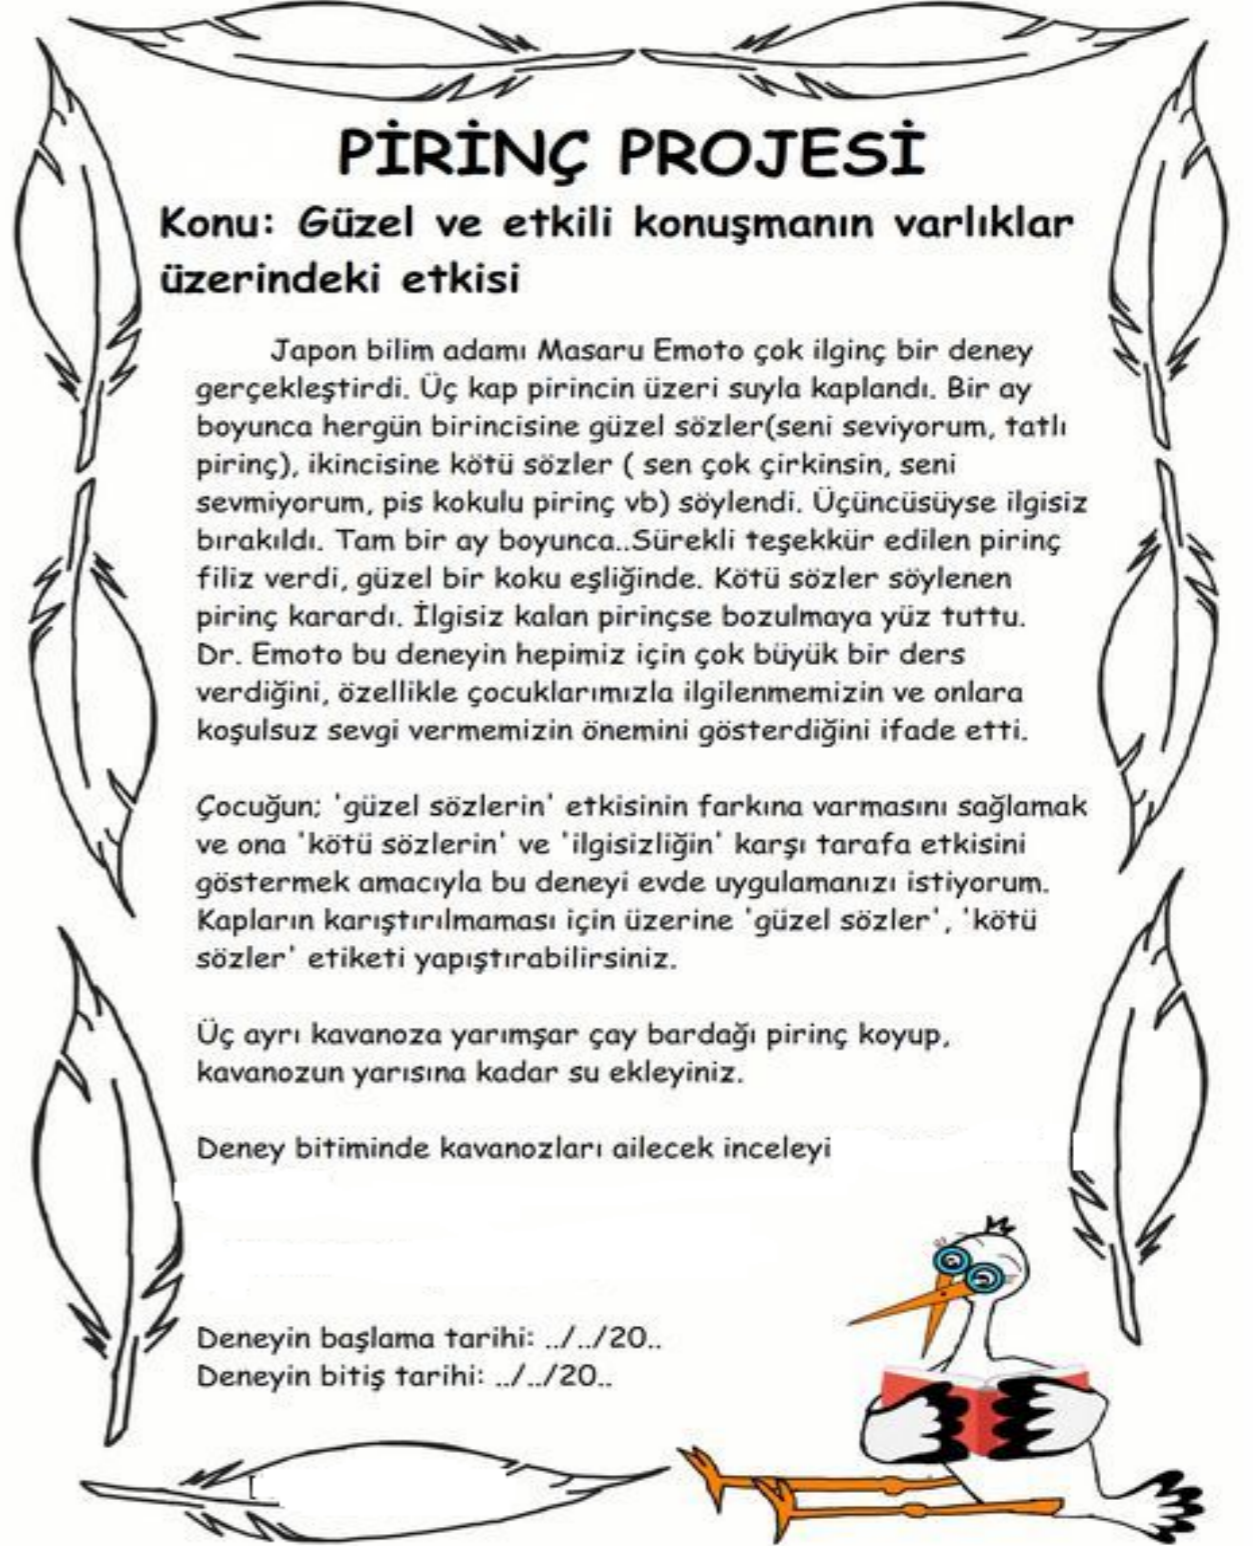 PİRİNÇ PROJESİ
Konu: Güzel ve etkili konuşmanın varlıklar
üzerindeki etkisi
Japon bilim adamı Masaru Emoto çok ilginç bir deney
gerçekleştirdi. Üç kap pirincin üzeri suyla kaplandı. Bir ay
boyunca hergün birincisine güzel sözler(seni seviyorum, tatlı
pirinç), ikincisine kötü sözler ( sen çok çirkinsin, seni
sevmiyorum, pis kokulu pirinç vb) söylendi. Üçüncüsüyse ilgisiz
bırakıldı. Tam bir ay boyunca..Sürekli teşekkür edilen pirinç
filiz verdi, güzel bir koku eşliğinde. Kötü sözler söylenen
pirinç karardı. İlgisiz kalan pirinçse bozulmaya yüz tuttu.
Dr. Emoto bu deneyin hepimiz için çok büyük bir ders
verdiğini, özellikle çocuklarımızla ilgilenmemizin ve onlara
koşulsuz sevgi vermemizin önemini gösterdiğini ifade etti.
Çocuğun; 'güzel sözlerin' etkisinin farkına varmasını sağlamak
ve ona 'kötü sözlerin' ve 'ilgisizliğin' karşı tarafa etkisini
göstermek amacıyla bu deneyi evde uygulamanızı istiyorum.
Kapların karıştırılmaması için üzerine 'güzel sözler', 'kötü
sözler' etiketi yapıştırabilirsiniz.
Üç ayrı kavanoza yarımşar çay bardağı pirinç koyup,
kavanozun yarısına kadar su ekleyiniz.
Deney bitiminde kavanozları ailecek inceleyi
Deneyin başlama tarihi: ../../20..
Deneyin bitiş tarihi: ../../20..